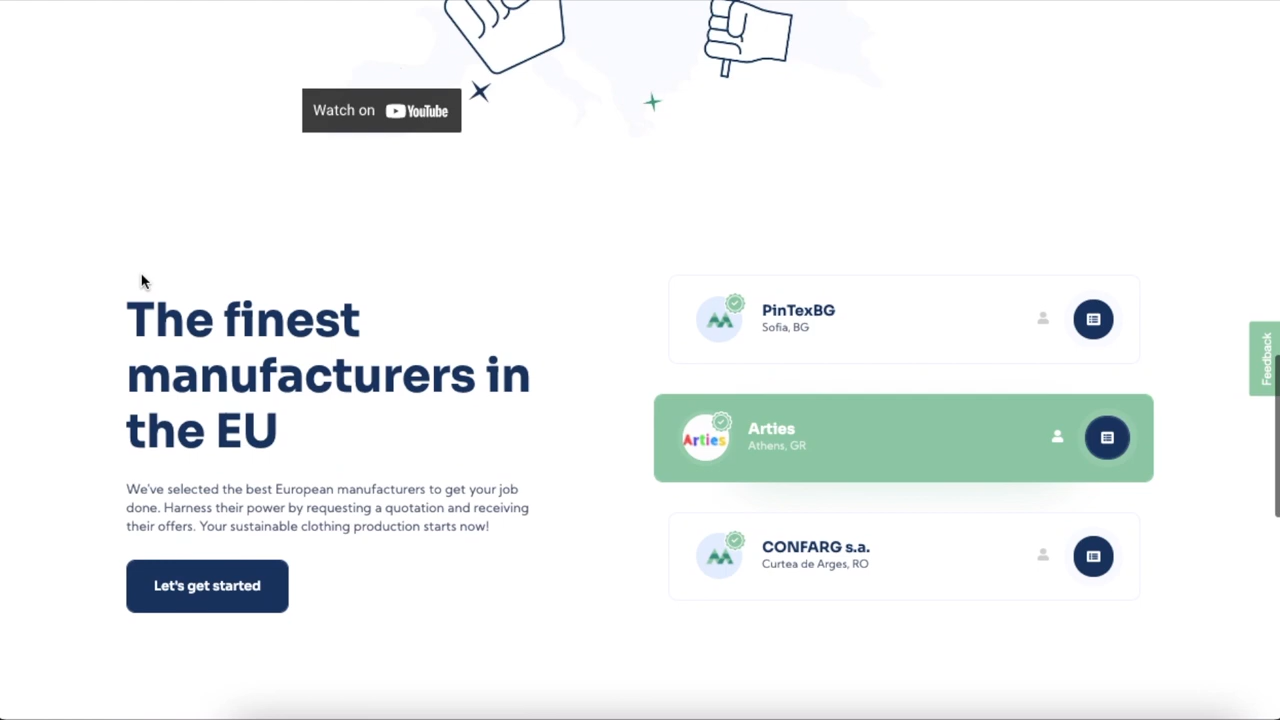 Watch on YouTube
The finest
manufacturers in
the EU
We've selected the best European manufacturers to get your job
done. Harness their power by requesting a quotation and receiving
their offers. Your sustainable clothing production starts now!
Let's get started
PinTexBG
Sofia, BG
Arties
Arties
Athens, GR
CONFARG s.a.
Curtea de Arges, RO
Feedback